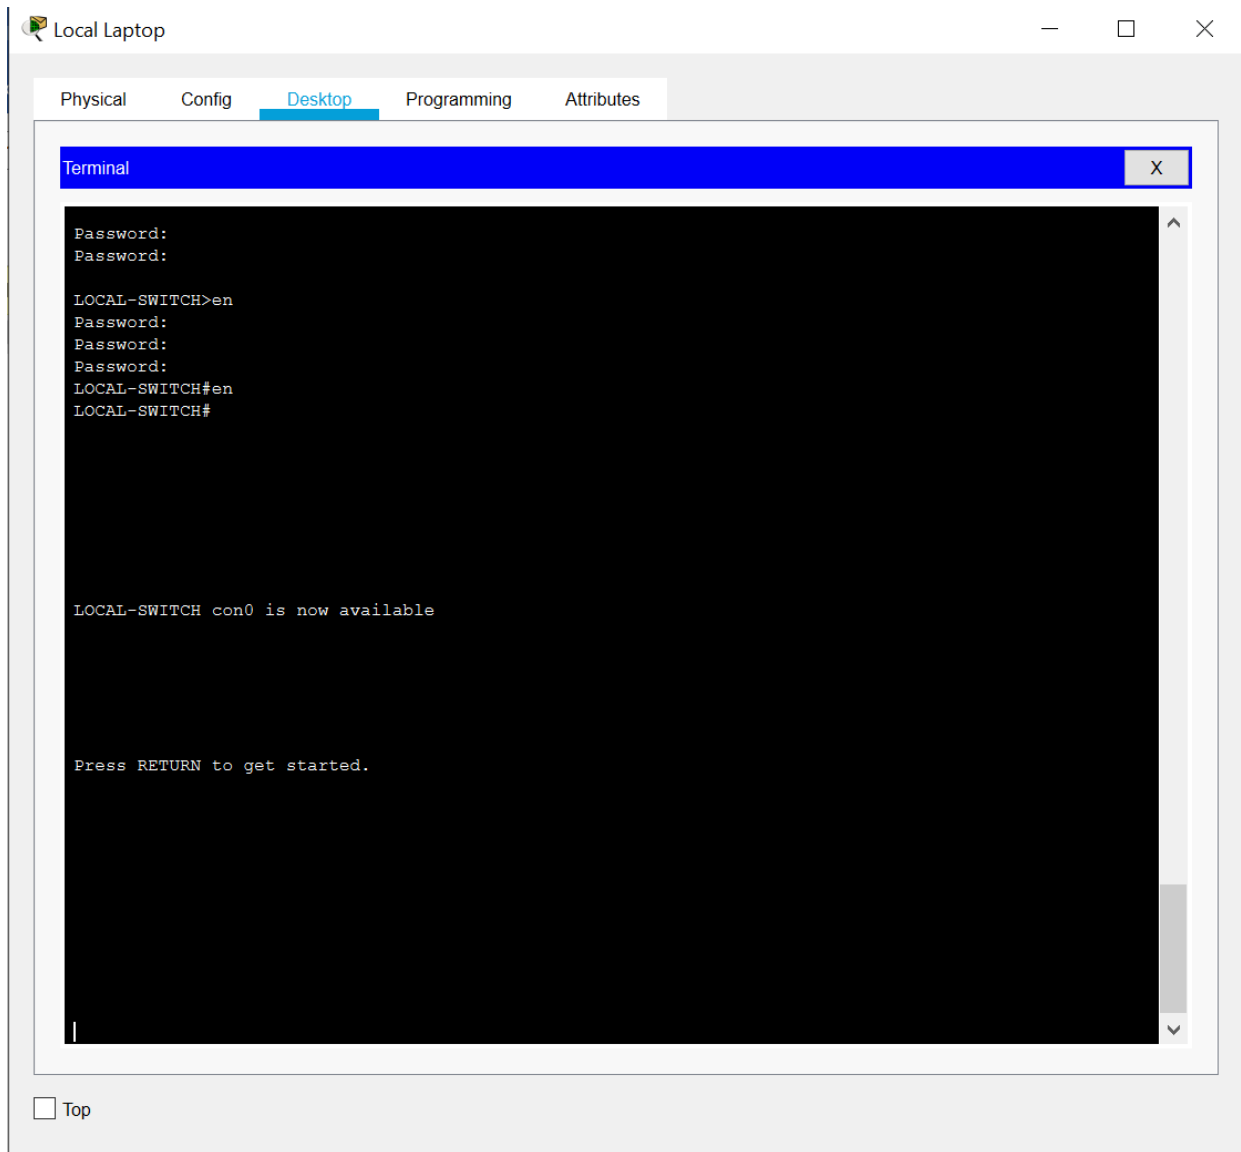 Local Laptop
Physical Config Desktop Programming Attributes
Terminal X
Password:
Password:
LOCAL-SWITCH>en
Password:
Password:
Password:
LOCAL-SWITCH#en
LOCAL-SWITCH#
LOCAL-SWITCH con0 is now available
Press RETURN to get started.
Top